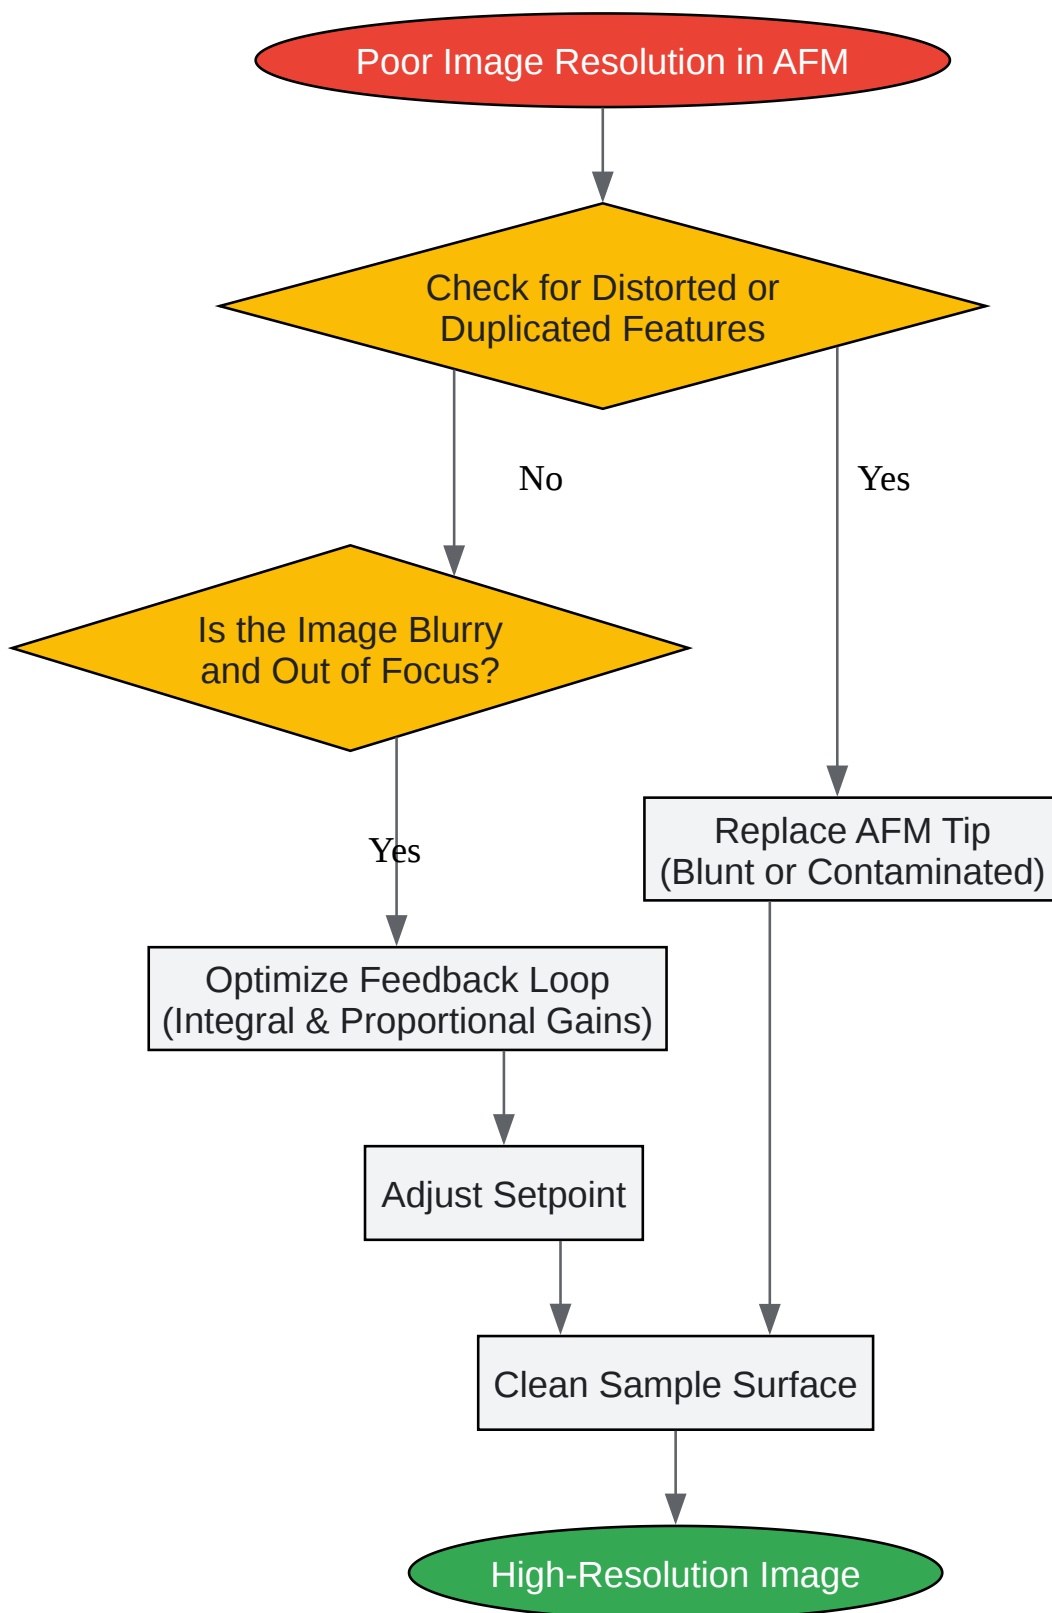 Poor Image Resolution in AFM
Check for Distorted or
Duplicated Features
No
Yes
Is the Image Blurry
and Out of Focus?
Replace AFM Tip
(Blunt or Contaminated)
Yes
Optimize Feedback Loop
(Integral & Proportional Gains)
Adjust Setpoint
Clean Sample Surface
High-Resolution Image